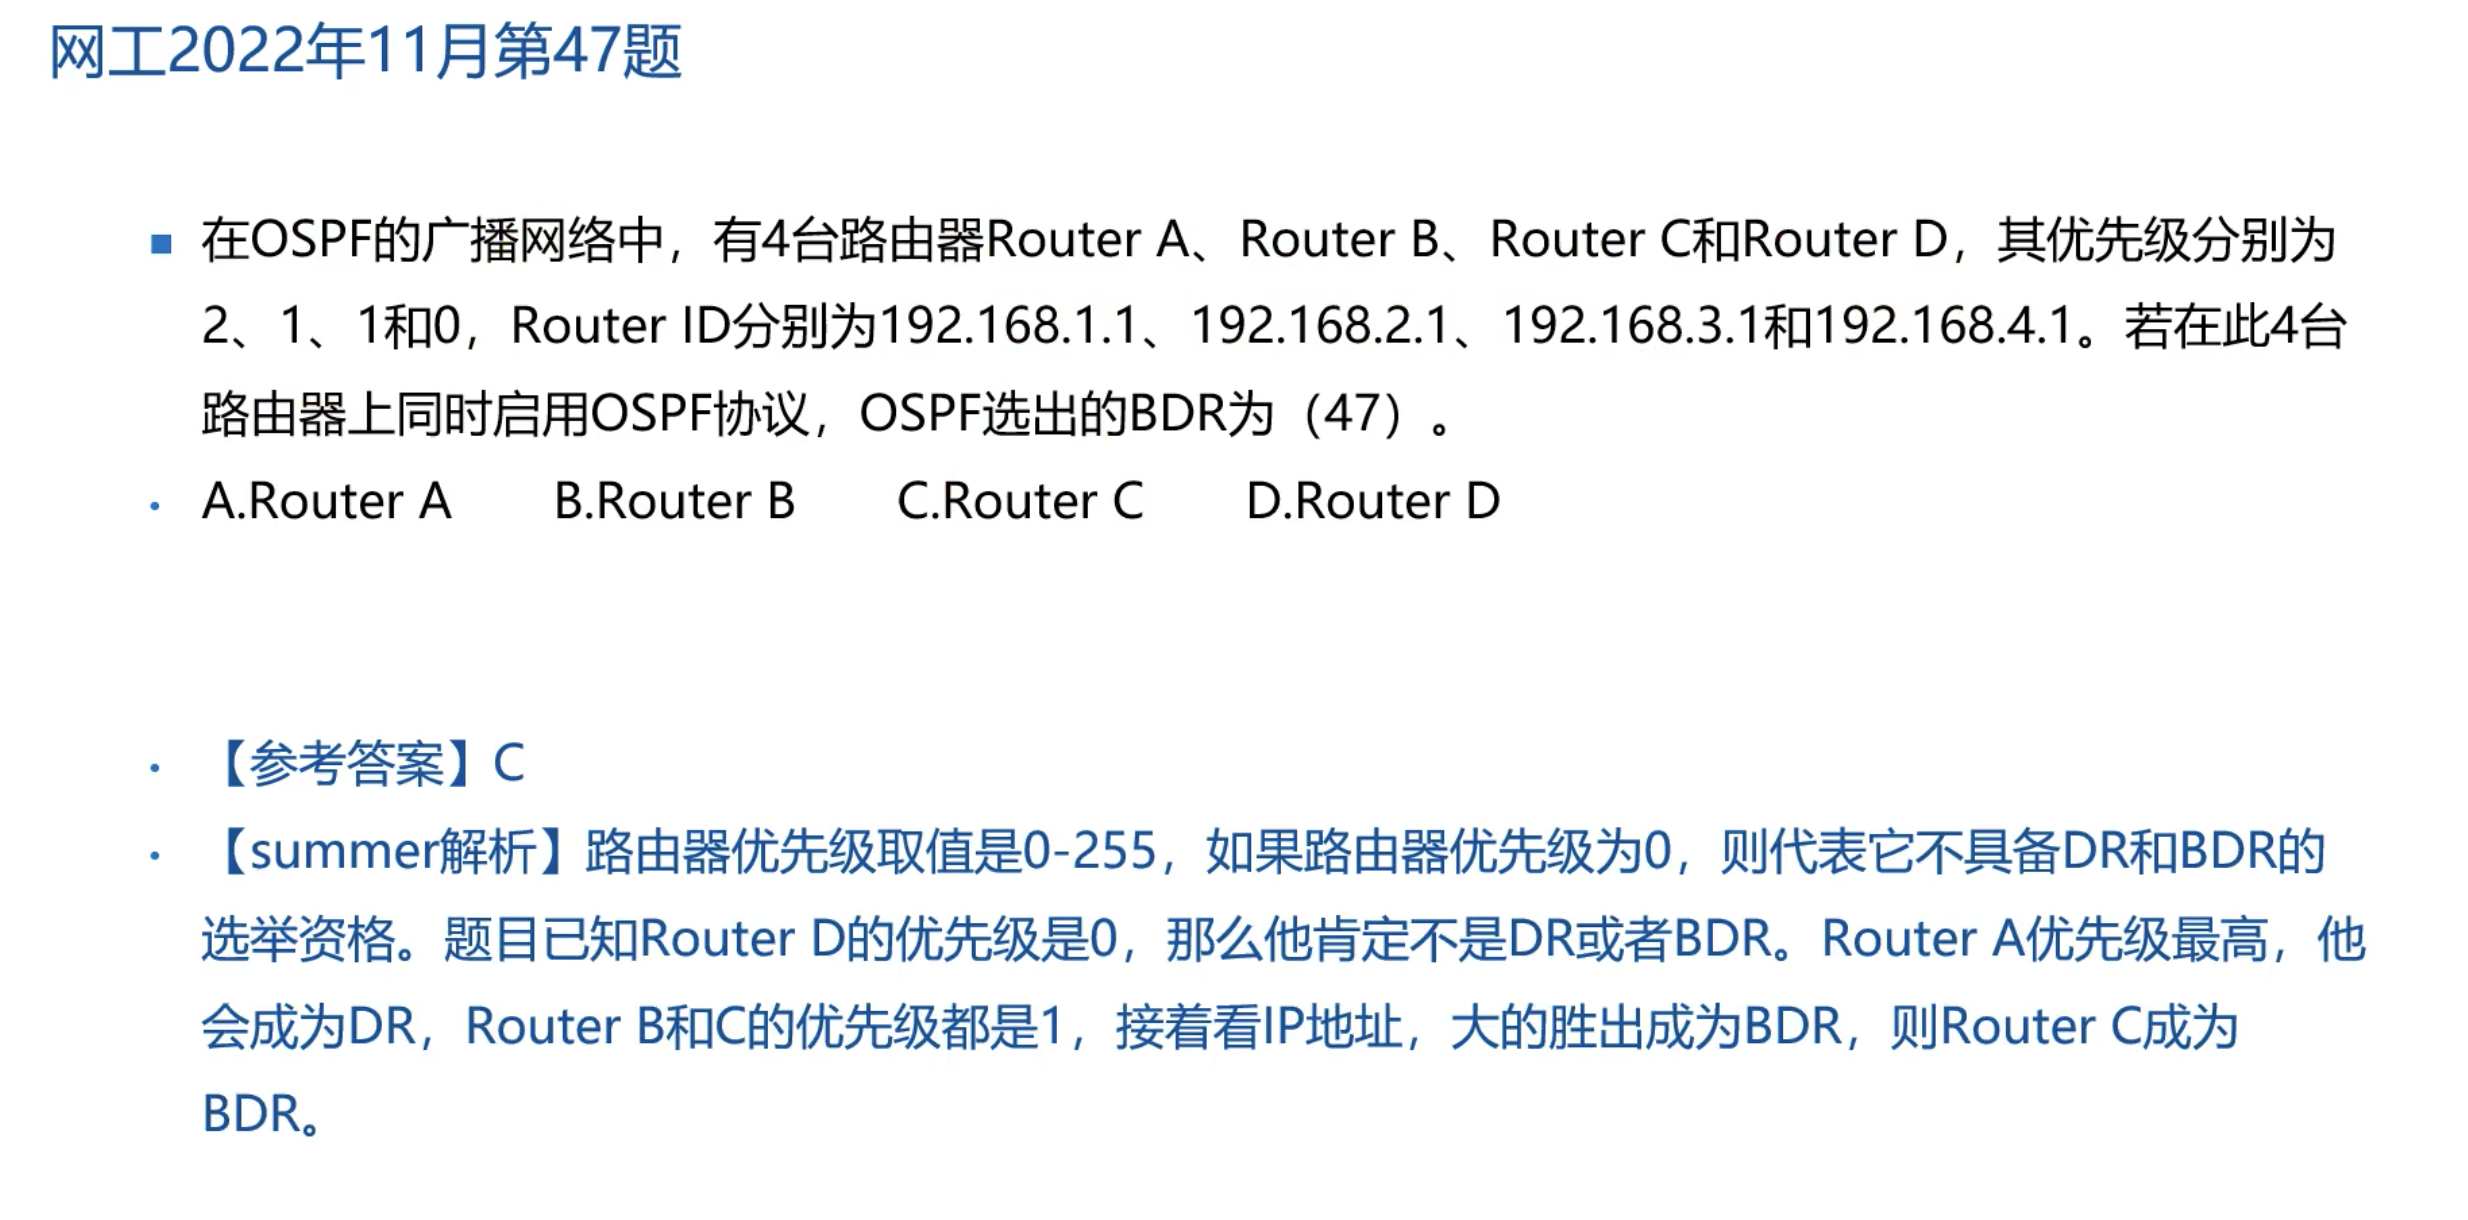 网工2022年11月第47题
在OSPF的广播网络中，有4台路由器Router A、Router B、Router C和Router D，其优先级分别为
2、1、1和0，Router ID分别为192.168.1.1、192.168.2.1、192.168.3.1和192.168.4.1。若在此4台
路由器上同时启用OSPF协议，OSPF选出的BDR为（47）。
A.Router A B.Router B C.Router C D.Router D
【参考答案】C
【summer解析】路由器优先级取值是0-255，如果路由器优先级为0，则代表它不具备DR和BDR的
选举资格。题目已知Router D的优先级是0，那么他肯定不是DR或者BDR。Router A优先级最高，他
会成为DR，Router B和C的优先级都是1，接着看IP地址，大的胜出成为BDR，则Router C成为
BDR。